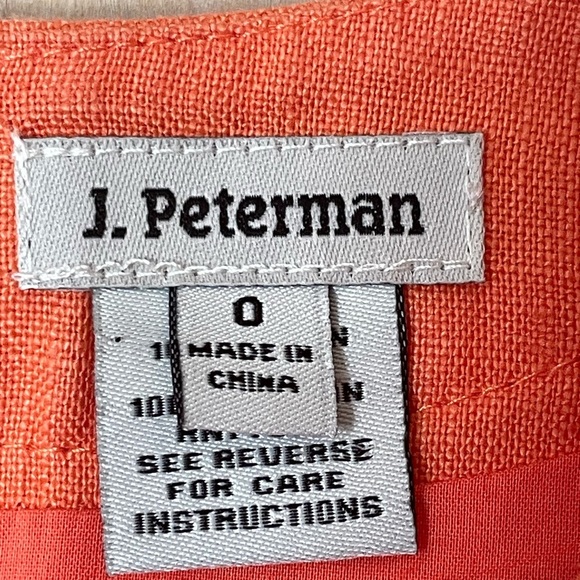 J. Peterman
0
MADE IN
CHINA
SEE REVERSE
FOR CARE
INSTRUCTIONS